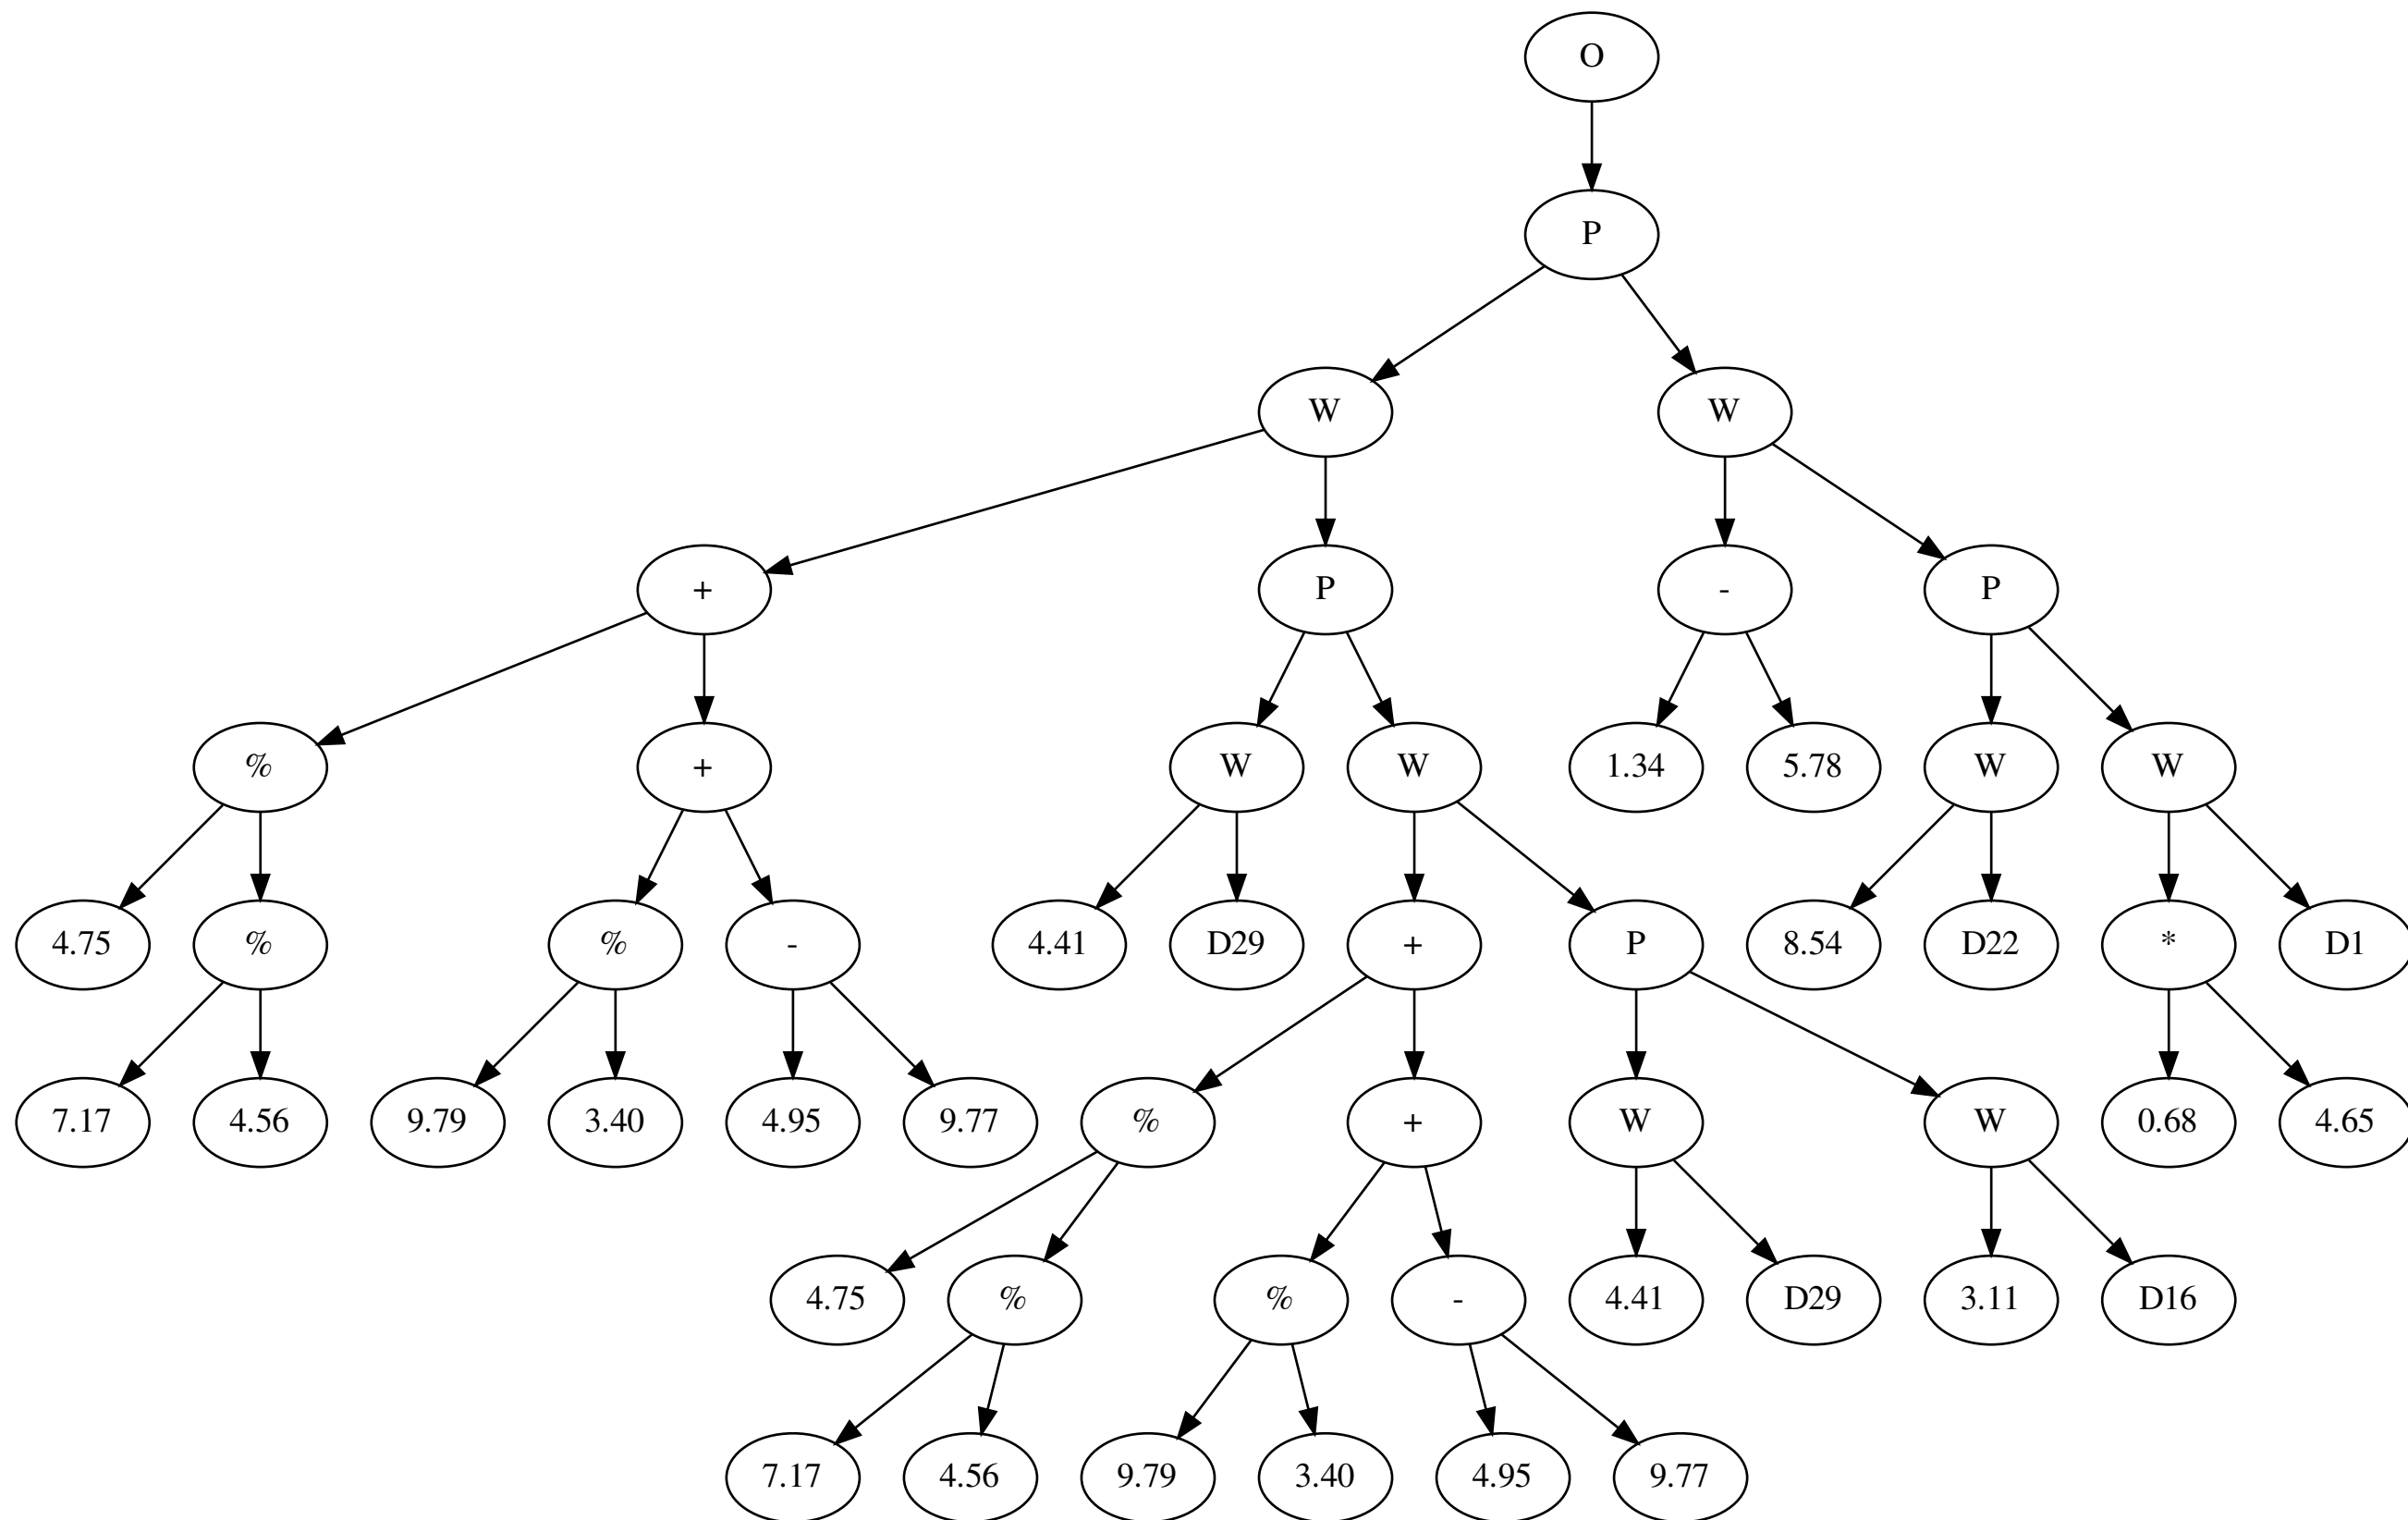 O
P
W W
+ P - P
% + W W 1.34 5.78 W W
4.75 % % - 4.41 D29 + P 8.54 D22 * D1
7.17 4.56 9.79 3.40 4.95 9.77 % + W W 0.68 4.65
4.75 % % - 4.41 D29 3.11 D16
7.17 4.56 9.79 3.40 4.95 9.77